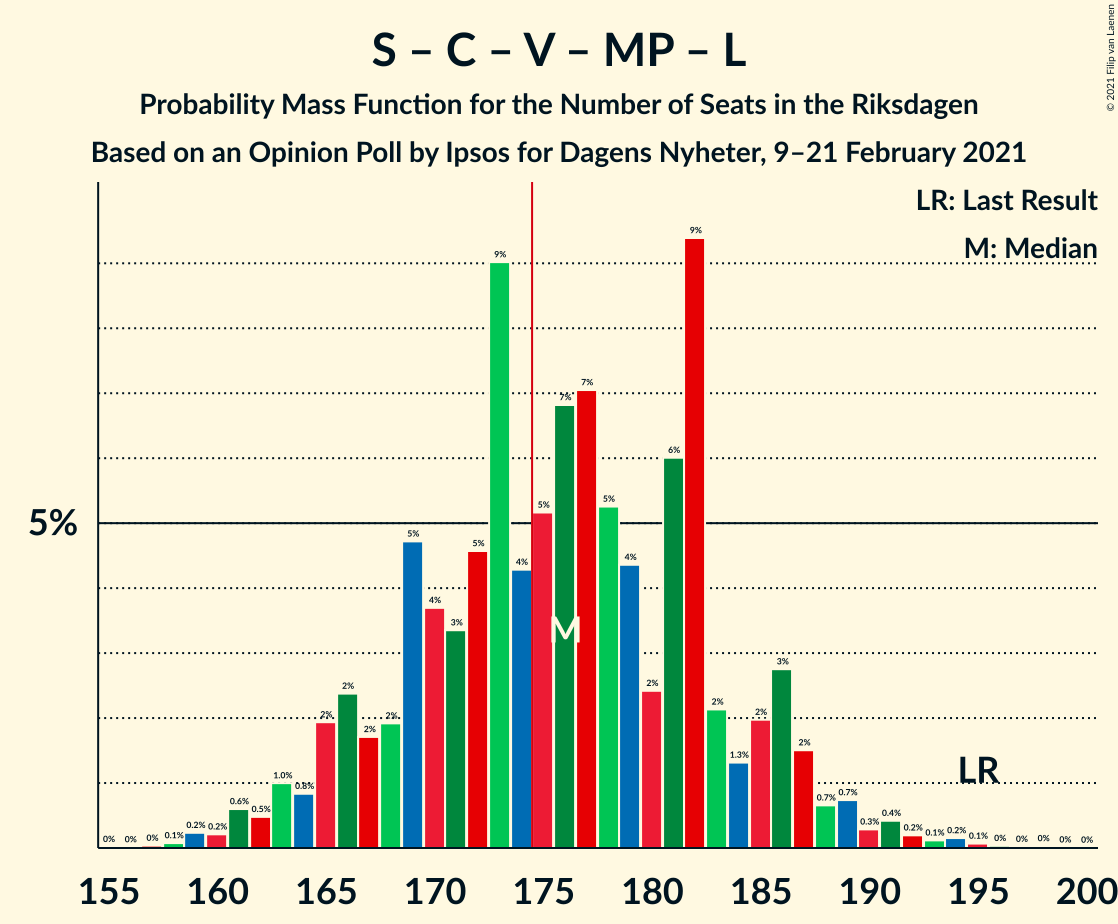 S – C – V – MP – L
Probability Mass Function for the Number of Seats in the Riksdagen
Based on an Opinion Poll by Ipsos for Dagens Nyheter, 9–21 February 2021
© 2021 Filip van Laenen
LR: Last Result
M: Median
5%
0% 0% 0% 0.1% 0.2% 0.2% 0.6% 0.5% 1.0% 0.8% 2% 2% 2% 2% 5% 4% 3% 5% 9% 4% 5% 7% 7% 5% 4% 2% 6% 9% 2% 1.3% 2% 3% 2% 0.7% 0.7% 0.3% 0.4% 0.2% 0.1% 0.2% 0.1% 0% 0% 0% 0% 0%
M
LR
155 160 165 170 175 180 185 190 195 200